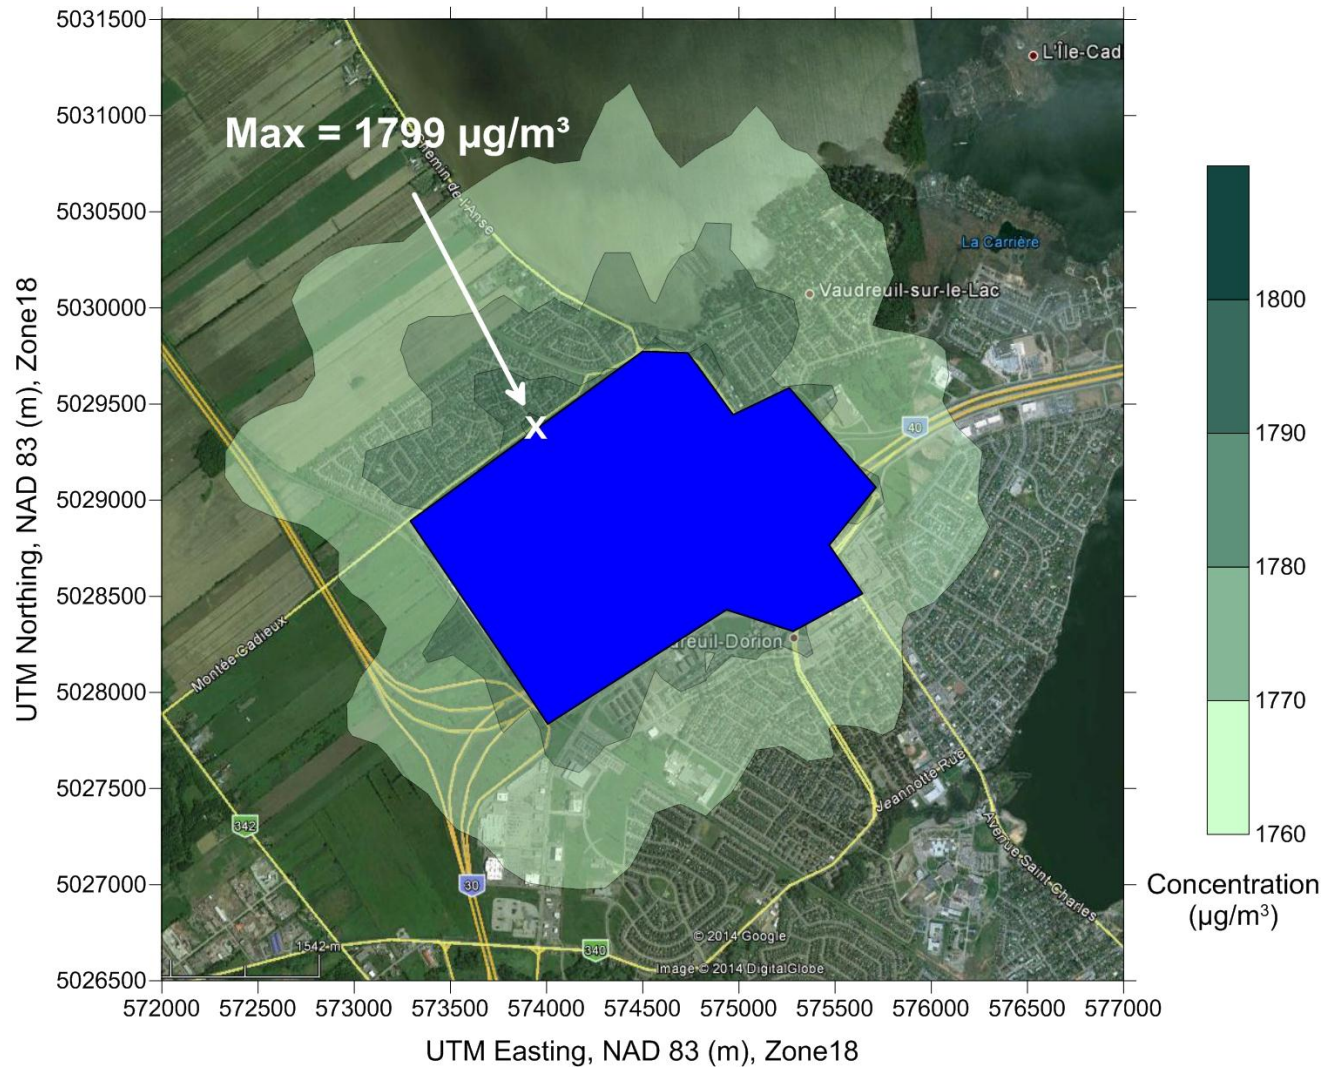 5031500
5031000
5030500
5030000
5029500
5029000
5028500
5028000
5027500
5027000
5026500
UTM Northing, NAD 83 (m), Zone18
L'Île-Cad
Max = 1799 µg/m³
Chemin de l'Anse
La Carrière
Vaudreuil-sur-le-Lac
40
reuil-Dorion
Montée Cadieux
Jeannotte Rue
Avenue Saint Charles
342
30
340
1542 m
© 2014 Google
Image © 2014 DigitalGlobe
572000 572500 573000 573500 574000 574500 575000 575500 576000 576500 577000
UTM Easting, NAD 83 (m), Zone18
X
1800
1790
1780
1770
1760
Concentration
(µg/m³)